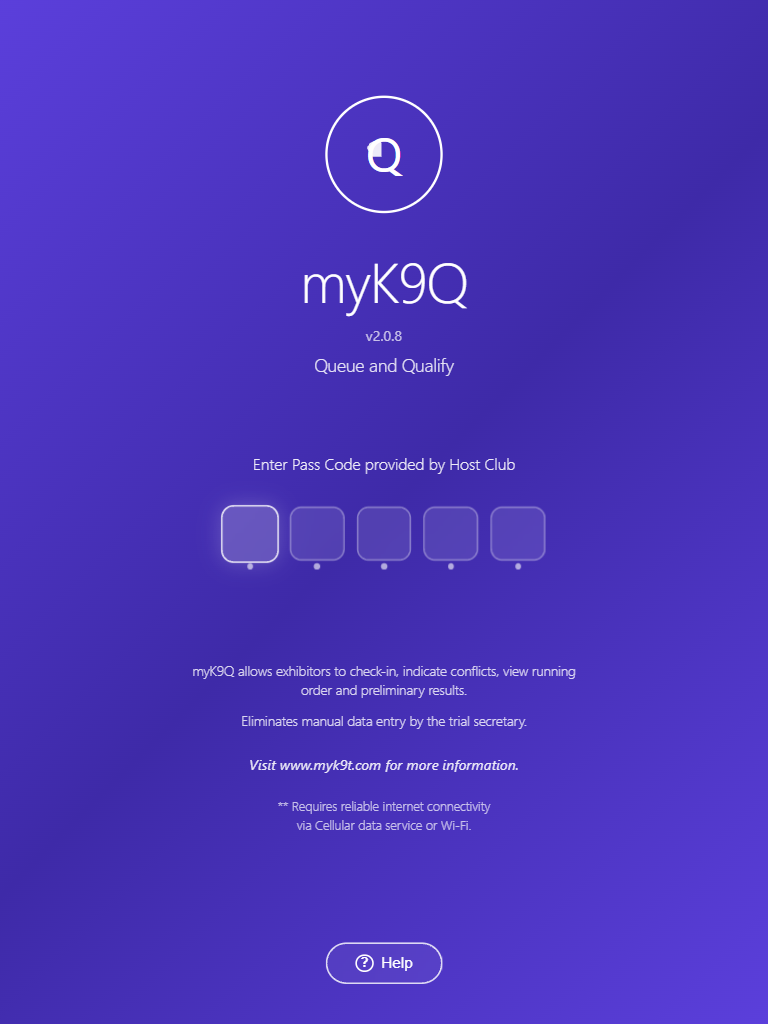 Q
myK9Q
v2.0.8
Queue and Qualify
Enter Pass Code provided by Host Club
myK9Q allows exhibitors to check-in, indicate conflicts, view running
order and preliminary results.
Eliminates manual data entry by the trial secretary.
Visit www.myk9t.com for more information.
** Requires reliable internet connectivity
via Cellular data service or Wi-Fi.
? Help